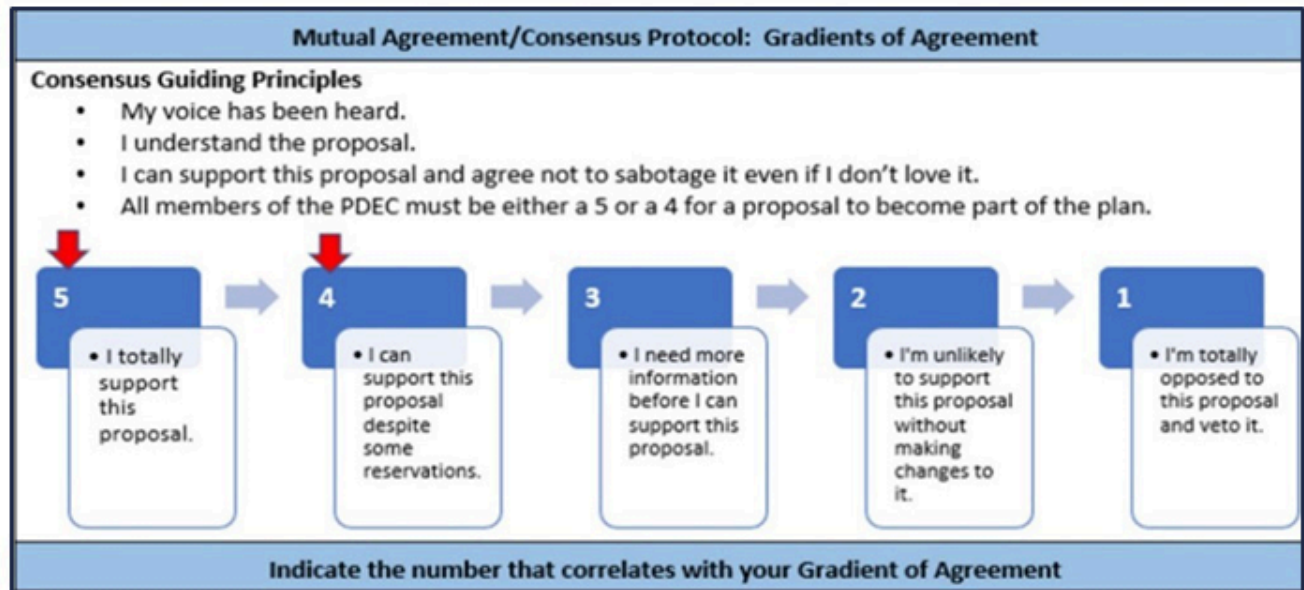 Mutual Agreement/Consensus Protocol: Gradients of Agreement
Consensus Guiding Principles
• My voice has been heard.
• I understand the proposal.
• I can support this proposal and agree not to sabotage it even if I don't love it.
• All members of the PDEC must be either a 5 or a 4 for a proposal to become part of the plan.
5
• I totally
support
this
proposal.
4
• I can
support this
proposal
despite
some
reservations.
3
• I need more
information
before I can
support this
proposal.
2
• I'm unlikely
to support
this proposal
without
making
changes to
it.
1
• I'm totally
opposed to
this proposal
and veto it.
Indicate the number that correlates with your Gradient of Agreement